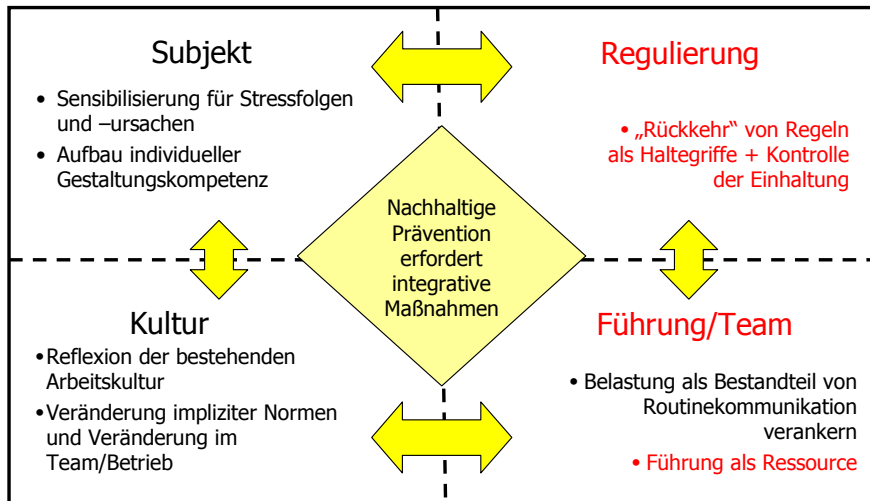 Subjekt
• Sensibilisierung für Stressfolgen
und –ursachen
• Aufbau individueller
Gestaltungskompetenz
Regulierung
• „Rückkehr“ von Regeln
als Haltegriffe + Kontrolle
der Einhaltung
Nachhaltige
Prävention
erfordert
integrative
Maßnahmen
Kultur
• Reflexion der bestehenden
Arbeitskultur
• Veränderung impliziter Normen
und Veränderung im
Team/Betrieb
Führung/Team
• Belastung als Bestandteil von
Routinekommunikation
verankern
• Führung als Ressource